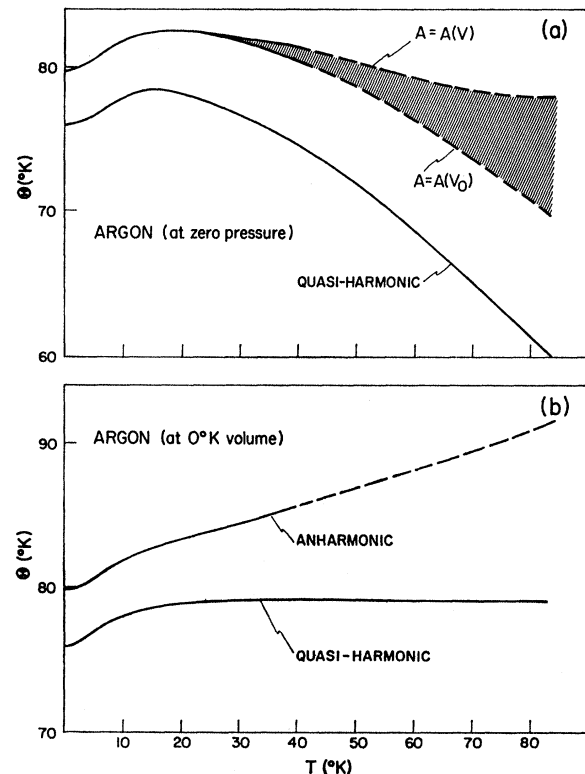 (a)
A=A(V)
80
Θ(°K)
70
A=A(V₀)
ARGON (at zero pressure)
QUASI-HARMONIC
60
(b)
ARGON (at 0°K volume)
90
Θ(°K)
ANHARMONIC
80
QUASI-HARMONIC
70
10 20 30 40 50 60 70 80
T (°K)